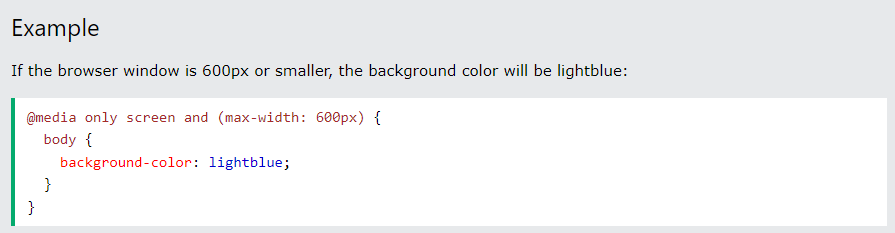 Example
If the browser window is 600px or smaller, the background color will be lightblue:
@media only screen and (max-width: 600px) {
  body {
    background-color: lightblue;
  }
}